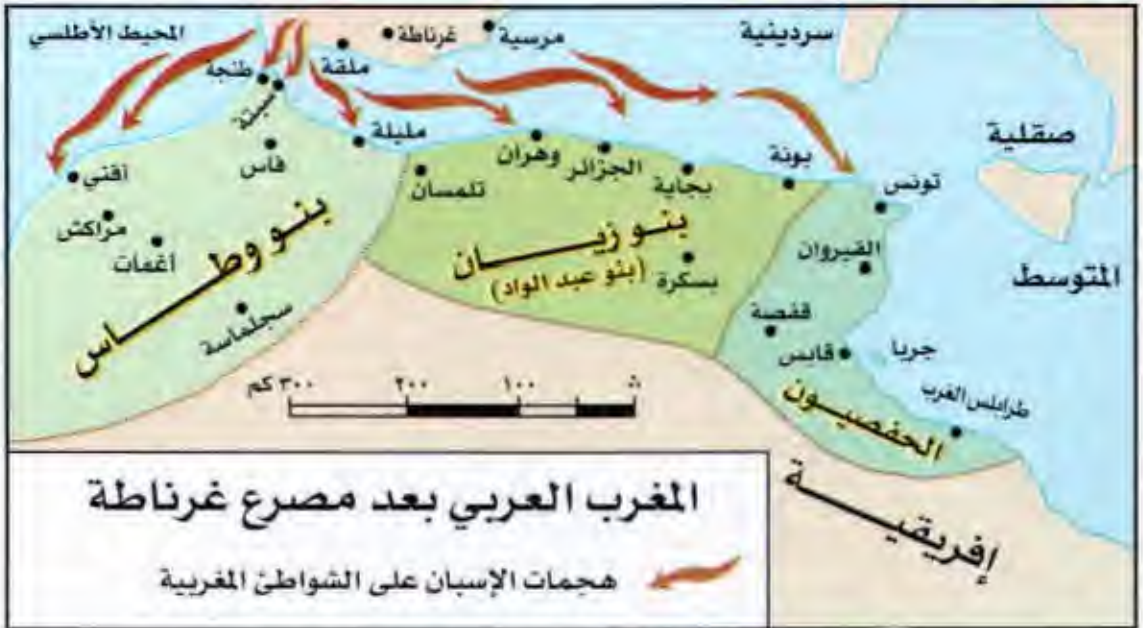 المحيط الأطلسي
غرناطة
مرسية
سردينية
ملقة
طنجة
سبتة
مليلة
صقلية
فاس
وهران
الجزائر
بونة
تونس
أفني
تلمسان
بجاية
مراكش
أغمات
بنو وطاس
بنو زيان
(بنو عبد الواد)
بسكرة
القيروان
المتوسط
سجلماسة
قفصة
قابس
جربا
٣٠٠ كم
٢٠٠
١٠٠
طرابلس الغرب
الحفصيون
إفريقية
المغرب العربي بعد مصرع غرناطة
هجمات الإسبان على الشواطئ المغربية